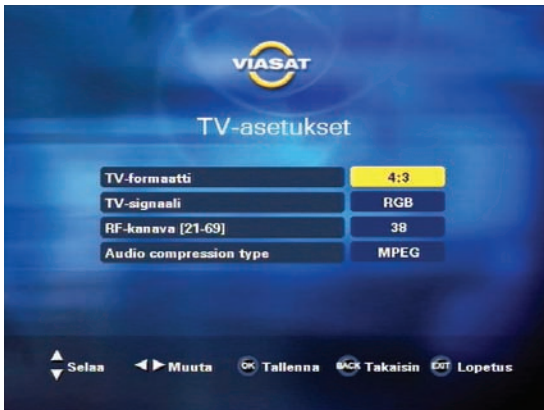 VIASAT
TV-asetukset
TV-formaatti 4:3
TV-signaali RGB
RF-kanava [21-69] 38
Audio compression type MPEG
Selaa Muuta OK Tallenna BACK Takaisin EXIT Lopetus